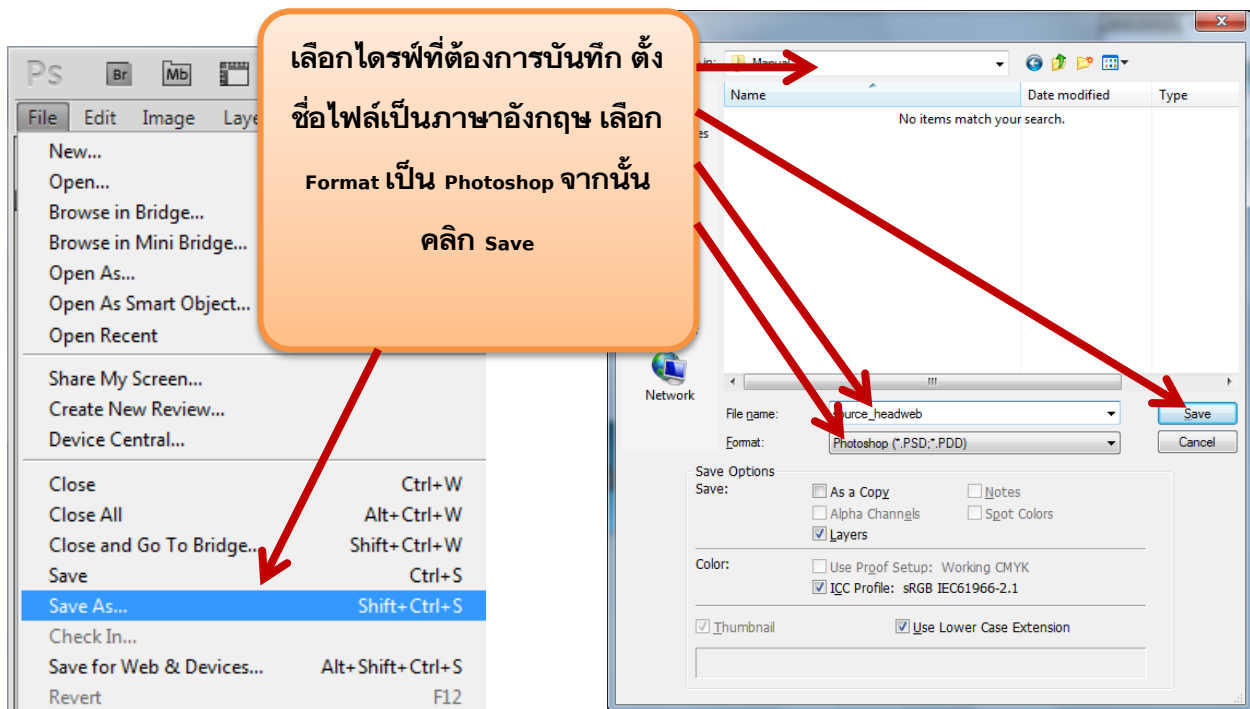 Ps Br Mb
File Edit Image Laye
New...
Open...
Browse in Bridge...
Browse in Mini Bridge...
Open As...
Open As Smart Object...
Open Recent
Share My Screen...
Create New Review...
Device Central...
Close Ctrl+W
Close All Alt+Ctrl+W
Close and Go To Bridge... Shift+Ctrl+W
Save Ctrl+S
Save As... Shift+Ctrl+S
Check In...
Save for Web & Devices... Alt+Shift+Ctrl+S
Revert F12
เลือกไดรฟ์ที่ต้องการบันทึก ตั้ง
ชื่อไฟล์เป็นภาษาอังกฤษ เลือก
Format เป็น Photoshop จากนั้น
คลิก Save
in: Manual
Name Date modified Type
No items match your search.
es
Network
File name: source_headweb Save
Format: Photoshop (*.PSD;*.PDD) Cancel
Save Options
Save: As a Copy Notes
Alpha Channels Spot Colors
Layers
Color: Use Proof Setup: Working CMYK
ICC Profile: sRGB IEC61966-2.1
Thumbnail Use Lower Case Extension